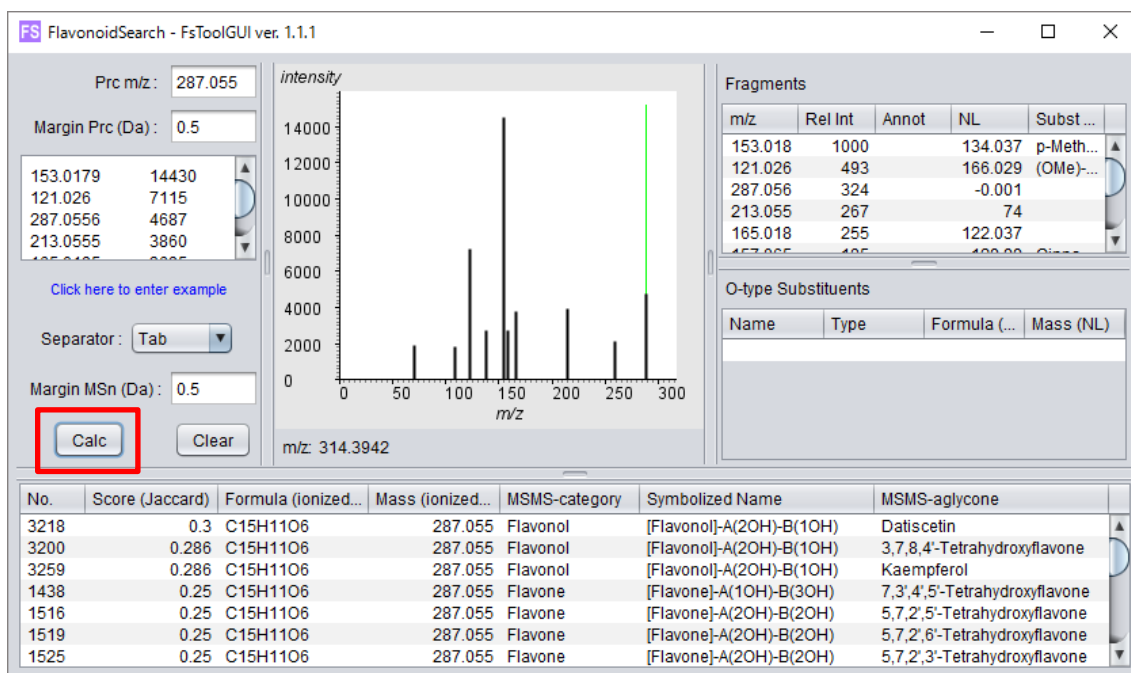 FS FlavonoidSearch - FsToolGUI ver. 1.1.1
Prc m/z : 287.055
Margin Prc (Da) : 0.5
153.0179 14430
121.026 7115
287.0556 4687
213.0555 3860
Click here to enter example
Separator : Tab
Margin MSn (Da) : 0.5
Calc Clear
intensity
14000
12000
10000
8000
6000
4000
2000
0
0 50 100 150 200 250 300
m/z
m/z: 314.3942
Fragments
m/z Rel Int Annot NL Subst ...
153.018 1000 134.037 p-Meth...
121.026 493 166.029 (OMe)-...
287.056 324 -0.001
213.055 267 74
165.018 255 122.037
O-type Substituents
Name Type Formula (... Mass (NL)
No. Score (Jaccard) Formula (ionized... Mass (ionized... MSMS-category Symbolized Name MSMS-aglycone
3218 0.3 C15H11O6 287.055 Flavonol [Flavonol]-A(2OH)-B(1OH) Datiscetin
3200 0.286 C15H11O6 287.055 Flavonol [Flavonol]-A(2OH)-B(1OH) 3,7,8,4'-Tetrahydroxyflavone
3259 0.286 C15H11O6 287.055 Flavonol [Flavonol]-A(2OH)-B(1OH) Kaempferol
1438 0.25 C15H11O6 287.055 Flavone [Flavone]-A(1OH)-B(3OH) 7,3',4',5'-Tetrahydroxyflavone
1516 0.25 C15H11O6 287.055 Flavone [Flavone]-A(2OH)-B(2OH) 5,7,2',5'-Tetrahydroxyflavone
1519 0.25 C15H11O6 287.055 Flavone [Flavone]-A(2OH)-B(2OH) 5,7,2',6'-Tetrahydroxyflavone
1525 0.25 C15H11O6 287.055 Flavone [Flavone]-A(2OH)-B(2OH) 5,7,2',3'-Tetrahydroxyflavone